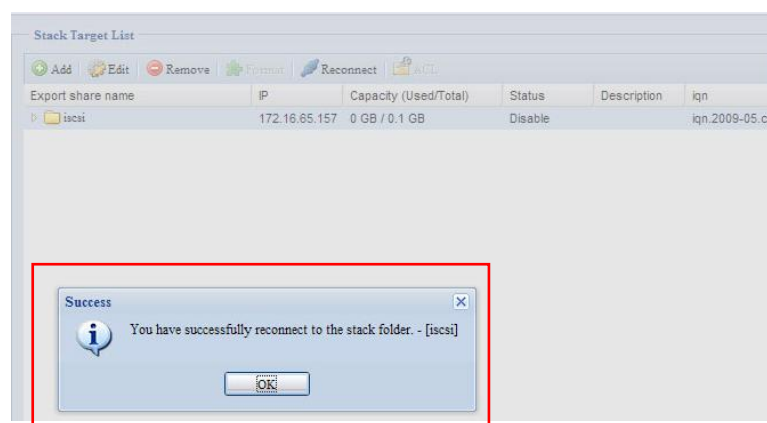 Stack Target List
Add Edit Remove Format Reconnect ACL
Export share name IP Capacity (Used/Total) Status Description iqn
iscsi 172.16.65.157 0 GB / 0.1 GB Disable iqn.2009-05.c
Success
You have successfully reconnect to the stack folder. - [iscsi]
OK